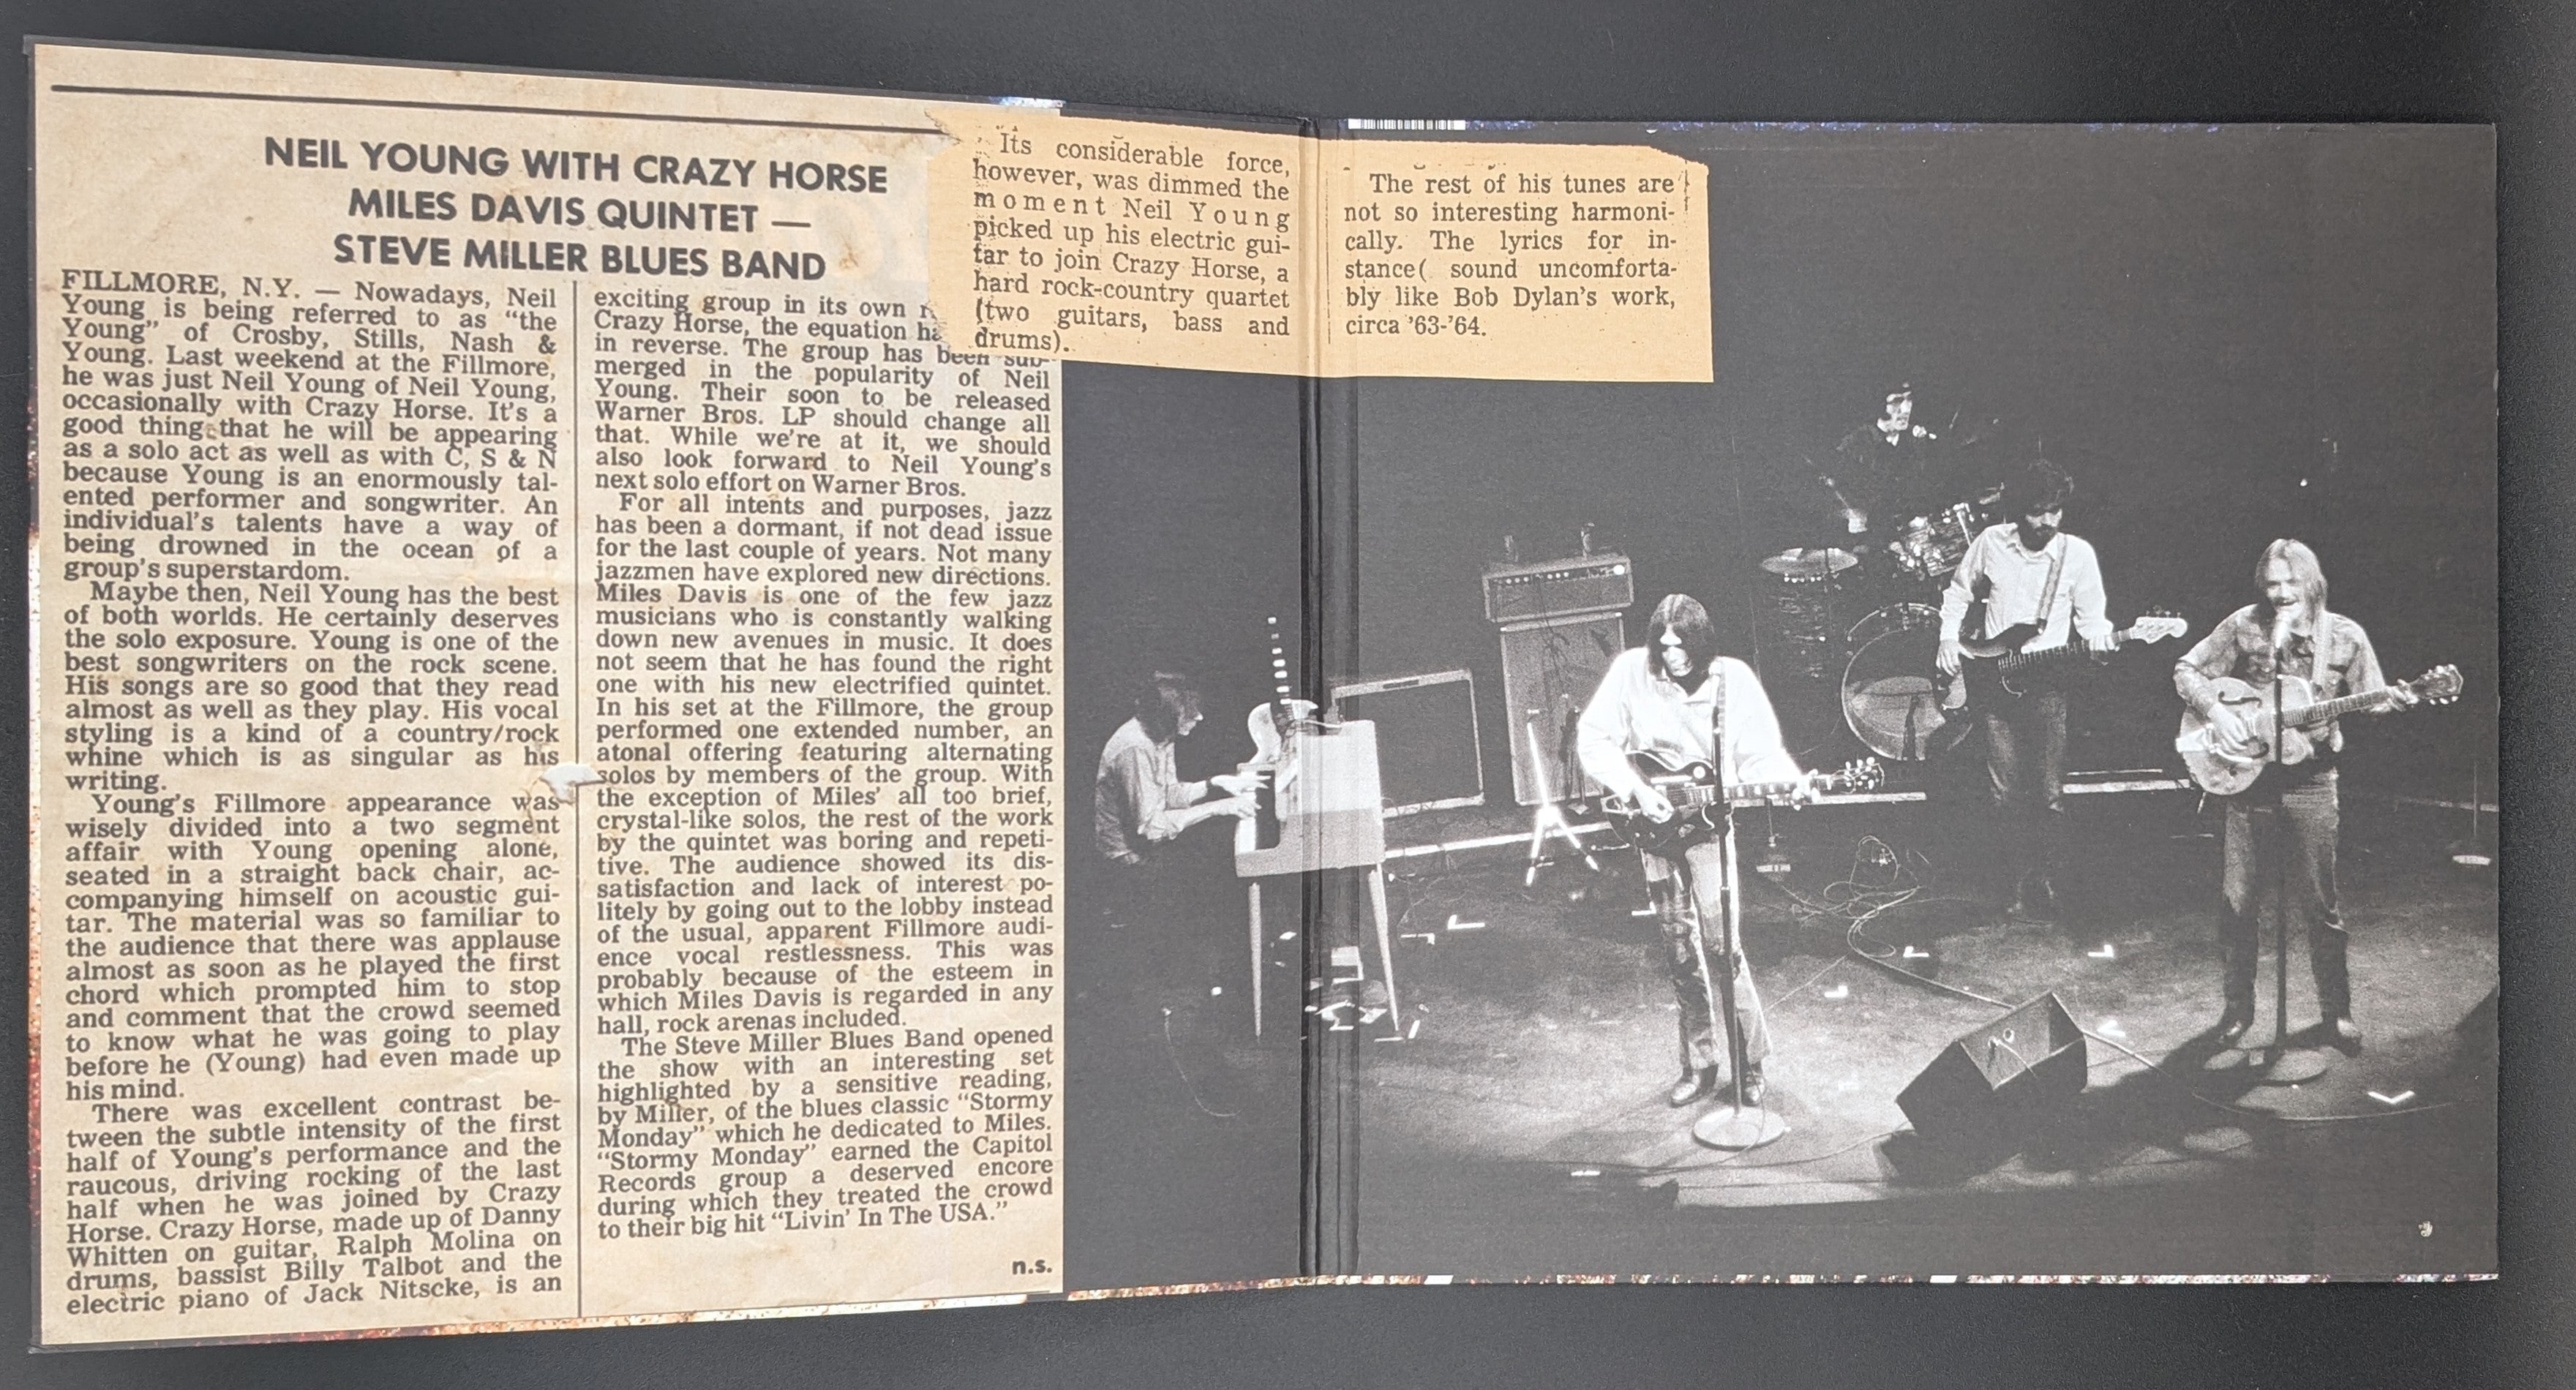 NEIL YOUNG WITH CRAZY HORSE
MILES DAVIS QUINTET —
STEVE MILLER BLUES BAND
FILLMORE, N.Y. — Nowadays, Neil
Young is being referred to as “the
Young” of Crosby, Stills, Nash &
Young. Last weekend at the Fillmore,
he was just Neil Young of Neil Young,
occasionally with Crazy Horse. It's a
good thing that he will be appearing
as a solo act as well as with C, S & N
because Young is an enormously tal-
ented performer and songwriter. An
individual's talents have a way of
being drowned in the ocean of a
group's superstardom.
Maybe then, Neil Young has the best
of both worlds. He certainly deserves
the solo exposure. Young is one of the
best songwriters on the rock scene.
His songs are so good that they read
almost as well as they play. His vocal
styling is a kind of a country/rock
whine which is as singular as his
writing.
Young's Fillmore appearance was
wisely divided into a two segment
affair with Young opening alone,
seated in a straight back chair, ac-
companying himself on acoustic gui-
tar. The material was so familiar to
the audience that there was applause
almost as soon as he played the first
chord which prompted him to stop
and comment that the crowd seemed
to know what he was going to play
before he (Young) had even made up
his mind.
There was excellent contrast be-
tween the subtle intensity of the first
half of Young's performance and the
raucous, driving rocking of the last
half when he was joined by Crazy
Horse. Crazy Horse, made up of Danny
Whitten on guitar, Ralph Molina on
drums, bassist Billy Talbot and the
electric piano of Jack Nitscke, is an
exciting group in its own
Crazy Horse, the equation
in reverse. The group has been sub-
merged in the popularity of Neil
Young. Their soon to be released
Warner Bros. LP should change all
that. While we're at it, we should
also look forward to Neil Young's
next solo effort on Warner Bros.
For all intents and purposes, jazz
has been a dormant, if not dead issue
for the last couple of years. Not many
jazzmen have explored new directions.
Miles Davis is one of the few jazz
musicians who is constantly walking
down new avenues in music. It does
not seem that he has found the right
one with his new electrified quintet.
In his set at the Fillmore, the group
performed one extended number, an
atonal offering featuring alternating
solos by members of the group. With
the exception of Miles' all too brief,
crystal-like solos, the rest of the work
by the quintet was boring and repeti-
tive. The audience showed its dis-
satisfaction and lack of interest po-
litely by going out to the lobby instead
of the usual, apparent Fillmore audi-
ence vocal restlessness. This was
probably because of the esteem in
which Miles Davis is regarded in any
hall, rock arenas included.
The Steve Miller Blues Band opened
the show with an interesting set
highlighted by a sensitive reading,
by Miller, of the blues classic “Stormy
Monday” which he dedicated to Miles.
“Stormy Monday” earned the Capitol
Records group a deserved encore
during which they treated the crowd
to their big hit “Livin' In The USA.”
n.s.
Its considerable force,
however, was dimmed the
moment Neil Young
picked up his electric gui-
tar to join Crazy Horse, a
hard rock-country quartet
(two guitars, bass and
drums).
The rest of his tunes are
not so interesting harmoni-
cally. The lyrics for in-
stance( sound uncomforta-
bly like Bob Dylan's work,
circa '63-'64.